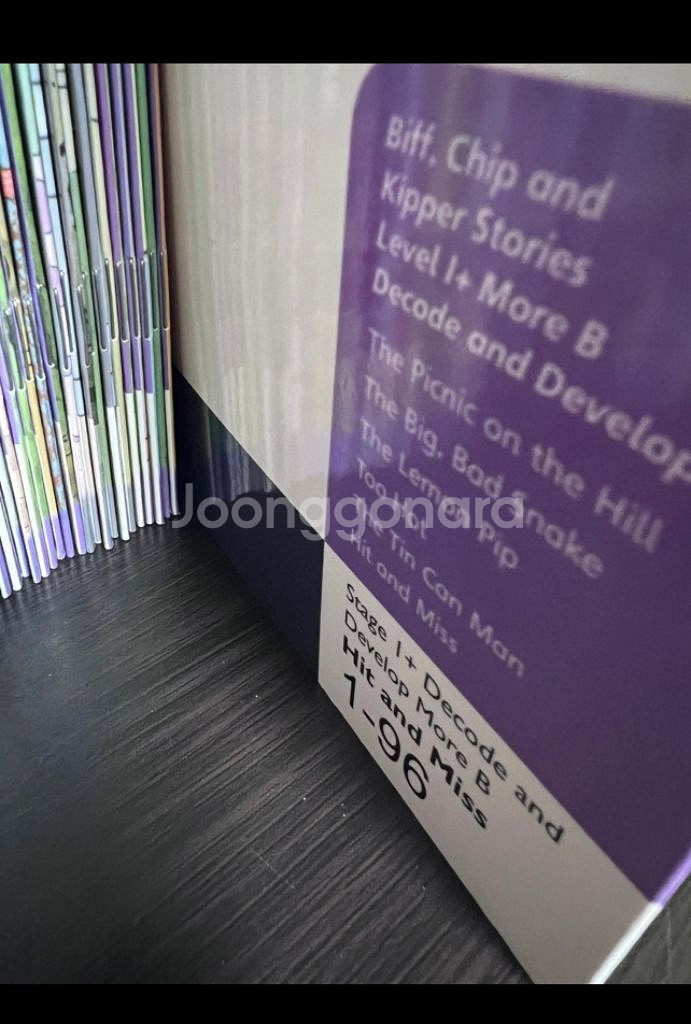 Biff, Chip and
Kipper Stories
Level 1+ More B
Decode and Develop
The Picnic on the Hill
The Big, Bad Snake
The Lemon Pip
Too Hot
The Tin Can Man
Hit and Miss
Joonggonara
Stage 1+ Decode and
Develop More B
Hit and Miss
1-96